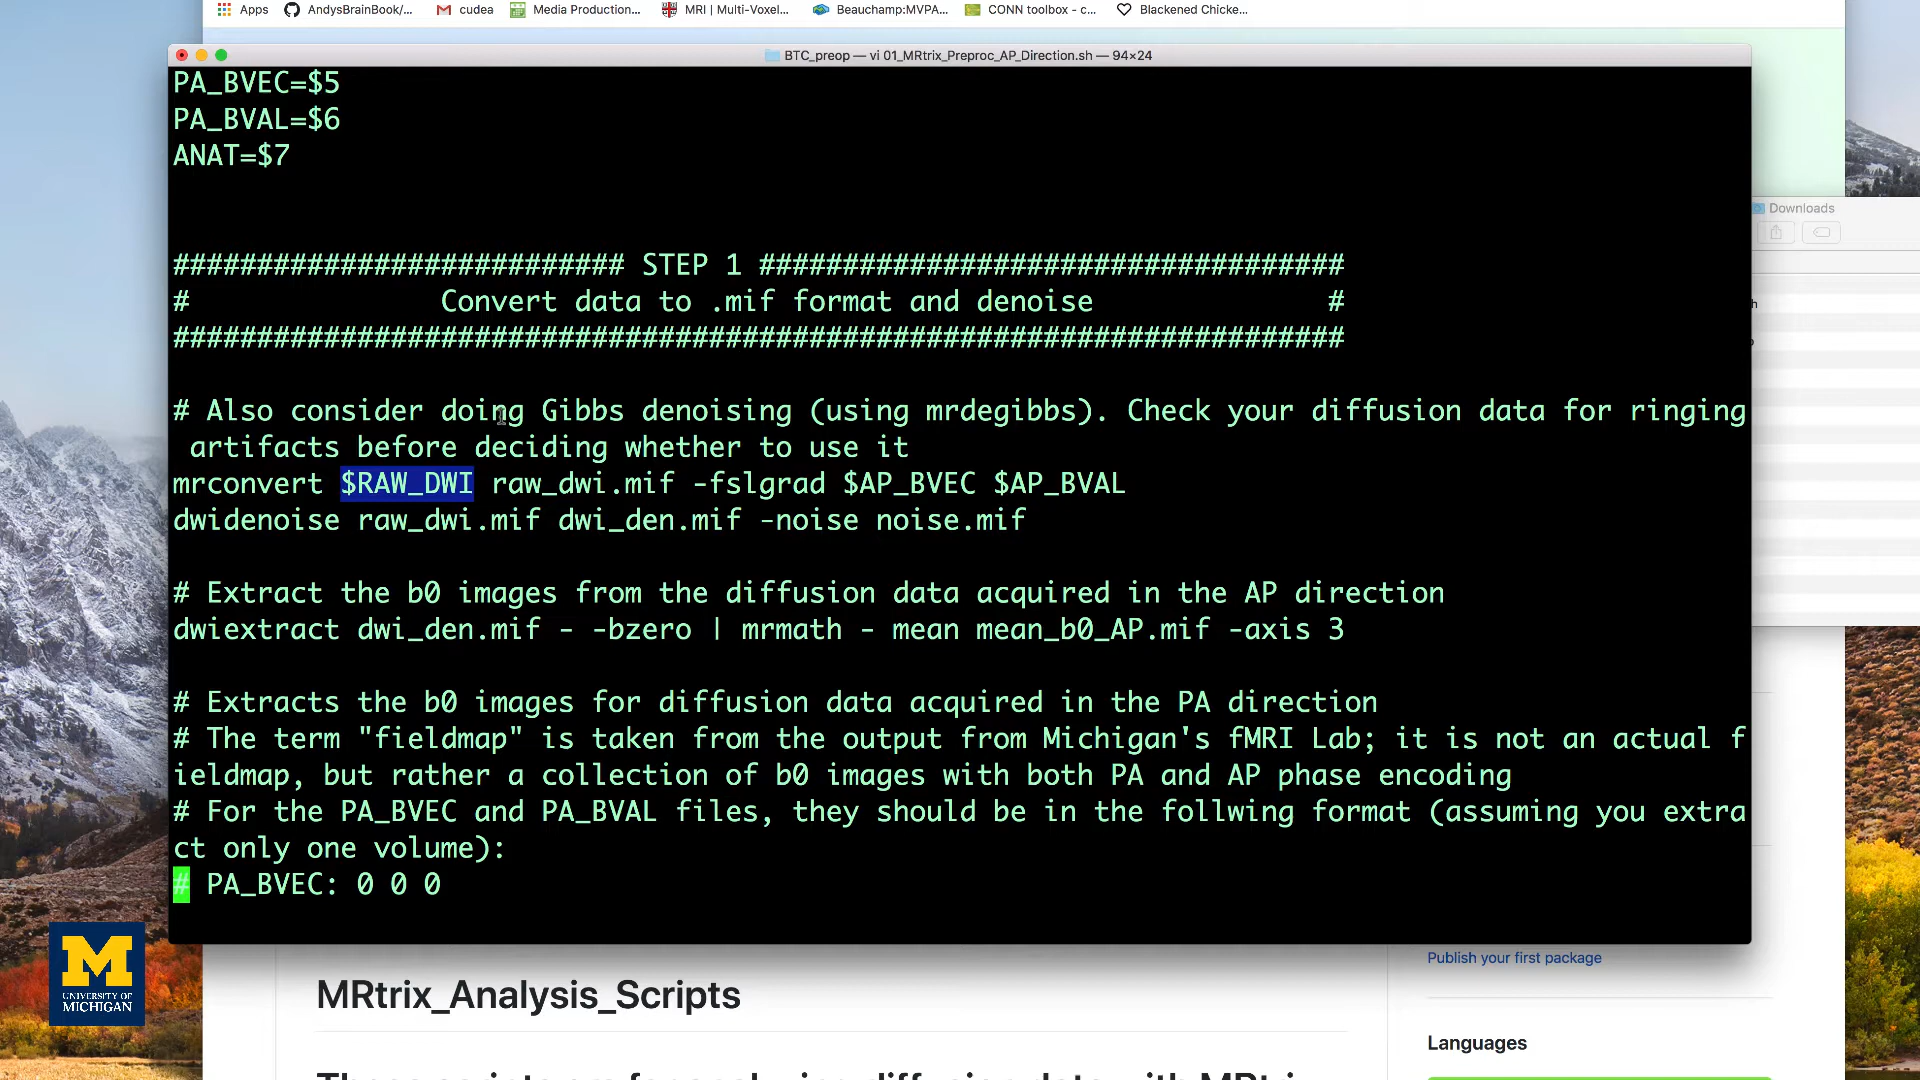 Apps AndysBrainBook/... cudea Media Production... MRI | Multi-Voxel... Beauchamp:MVPA... CONN toolbox - c... Blackened Chicke...
BTC_preop — vi 01_MRtrix_Preproc_AP_Direction.sh — 94×24
PA_BVEC=$5
PA_BVAL=$6
ANAT=$7
########################### STEP 1 ###################################
# Convert data to .mif format and denoise #
######################################################################
# Also consider doing Gibbs denoising (using mrdegibbs). Check your diffusion data for ringing
artifacts before deciding whether to use it
mrconvert $RAW_DWI raw_dwi.mif -fslgrad $AP_BVEC $AP_BVAL
dwidenoise raw_dwi.mif dwi_den.mif -noise noise.mif
# Extract the b0 images from the diffusion data acquired in the AP direction
dwiextract dwi_den.mif - -bzero | mrmath - mean mean_b0_AP.mif -axis 3
# Extracts the b0 images for diffusion data acquired in the PA direction
# The term "fieldmap" is taken from the output from Michigan's fMRI Lab; it is not an actual f
ieldmap, but rather a collection of b0 images with both PA and AP phase encoding
# For the PA_BVEC and PA_BVAL files, they should be in the follwing format (assuming you extra
ct only one volume):
# PA_BVEC: 0 0 0
Downloads
M
UNIVERSITY OF
MICHIGAN
Publish your first package
MRtrix_Analysis_Scripts
Languages